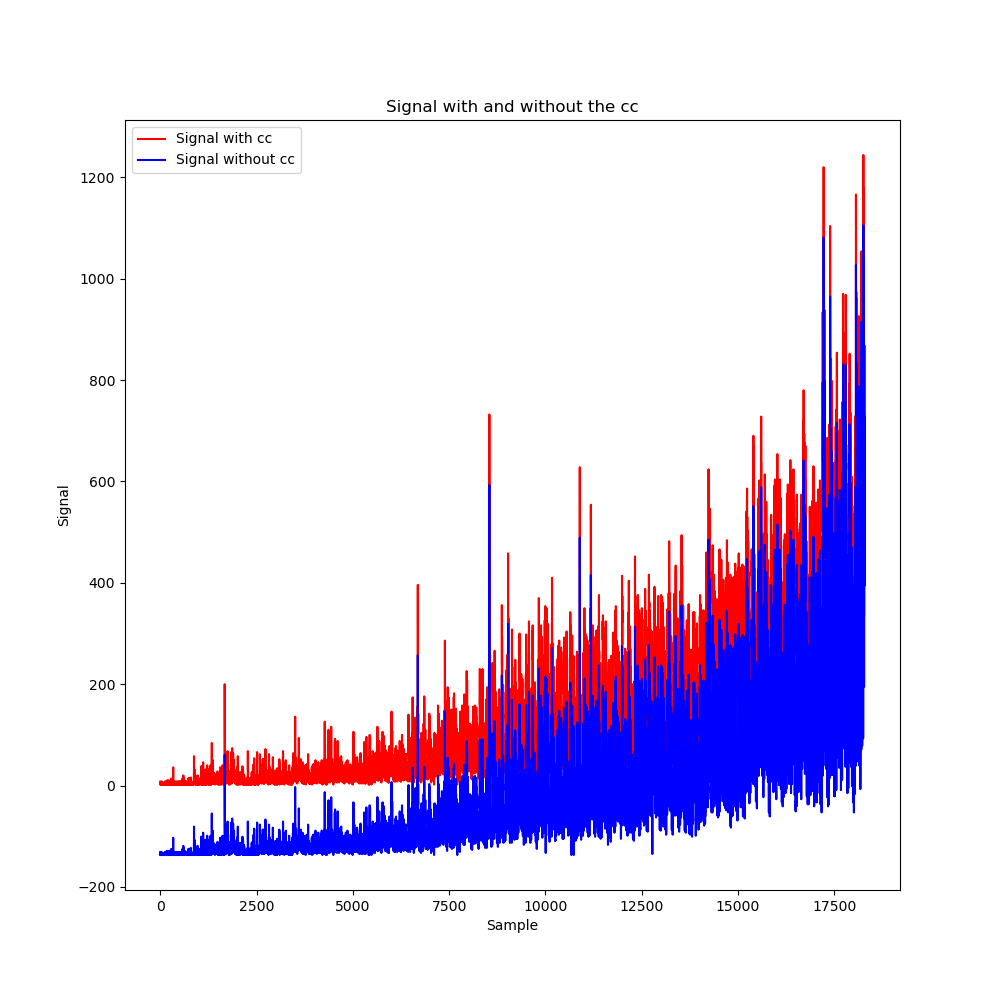 Signal with and without the cc
Signal with cc
Signal without cc
1200
1000
800
600
400
200
0
−200
Signal
0 2500 5000 7500 10000 12500 15000 17500
Sample